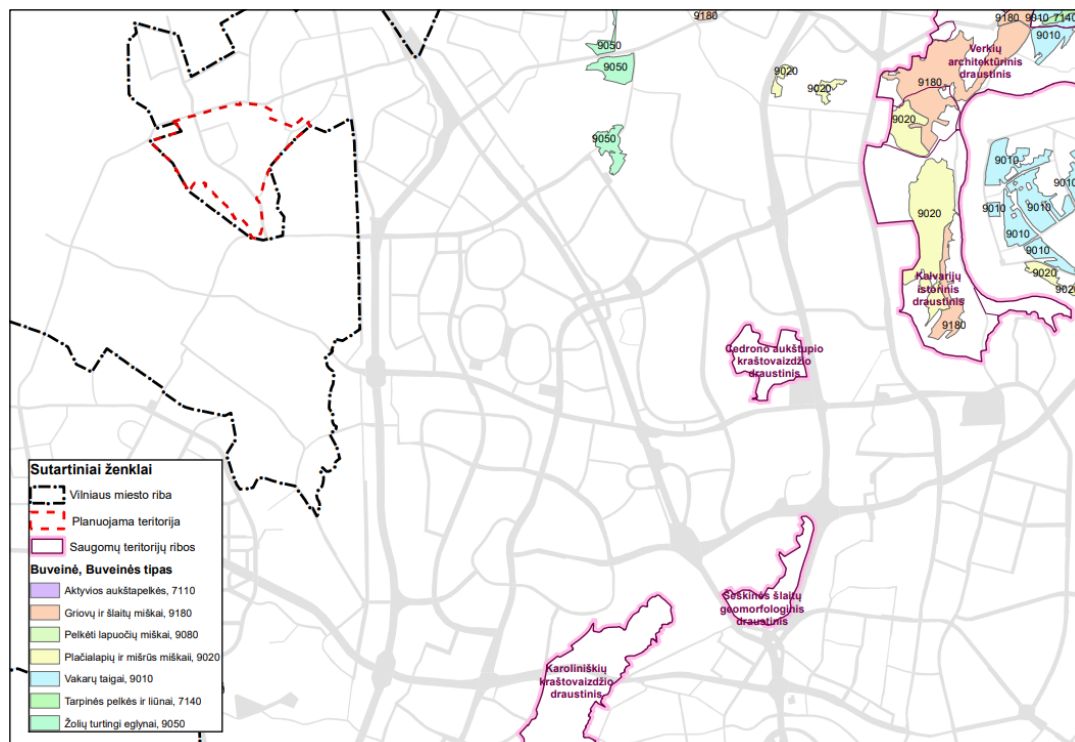 9180
9180
9010
7140
9050
9010
Verkių
architektūrinis
draustinis
9050
9020
9020
9180
9020
9050
9010
9010
9020
9010
9010
9010
9010
9020
9020
Kalvarijų
istorinis
draustinis
9180
Cedrono aukštupio
kraštovaizdžio
draustinis
Šeškinės šlaitų
geomorfologinis
draustinis
Karoliniškių
kraštovaizdžio
draustinis
Sutartiniai ženklai
Vilniaus miesto riba
Planuojama teritorija
Saugomų teritorijų ribos
Buveinė, Buveinės tipas
Aktyvios aukštapelkės, 7110
Griovų ir šlaitų miškai, 9180
Pelkėti lapuočių miškai, 9080
Plačialapių ir mišrūs miškaii, 9020
Vakarų taigai, 9010
Tarpinės pelkės ir liūnai, 7140
Žolių turtingi eglynai, 9050